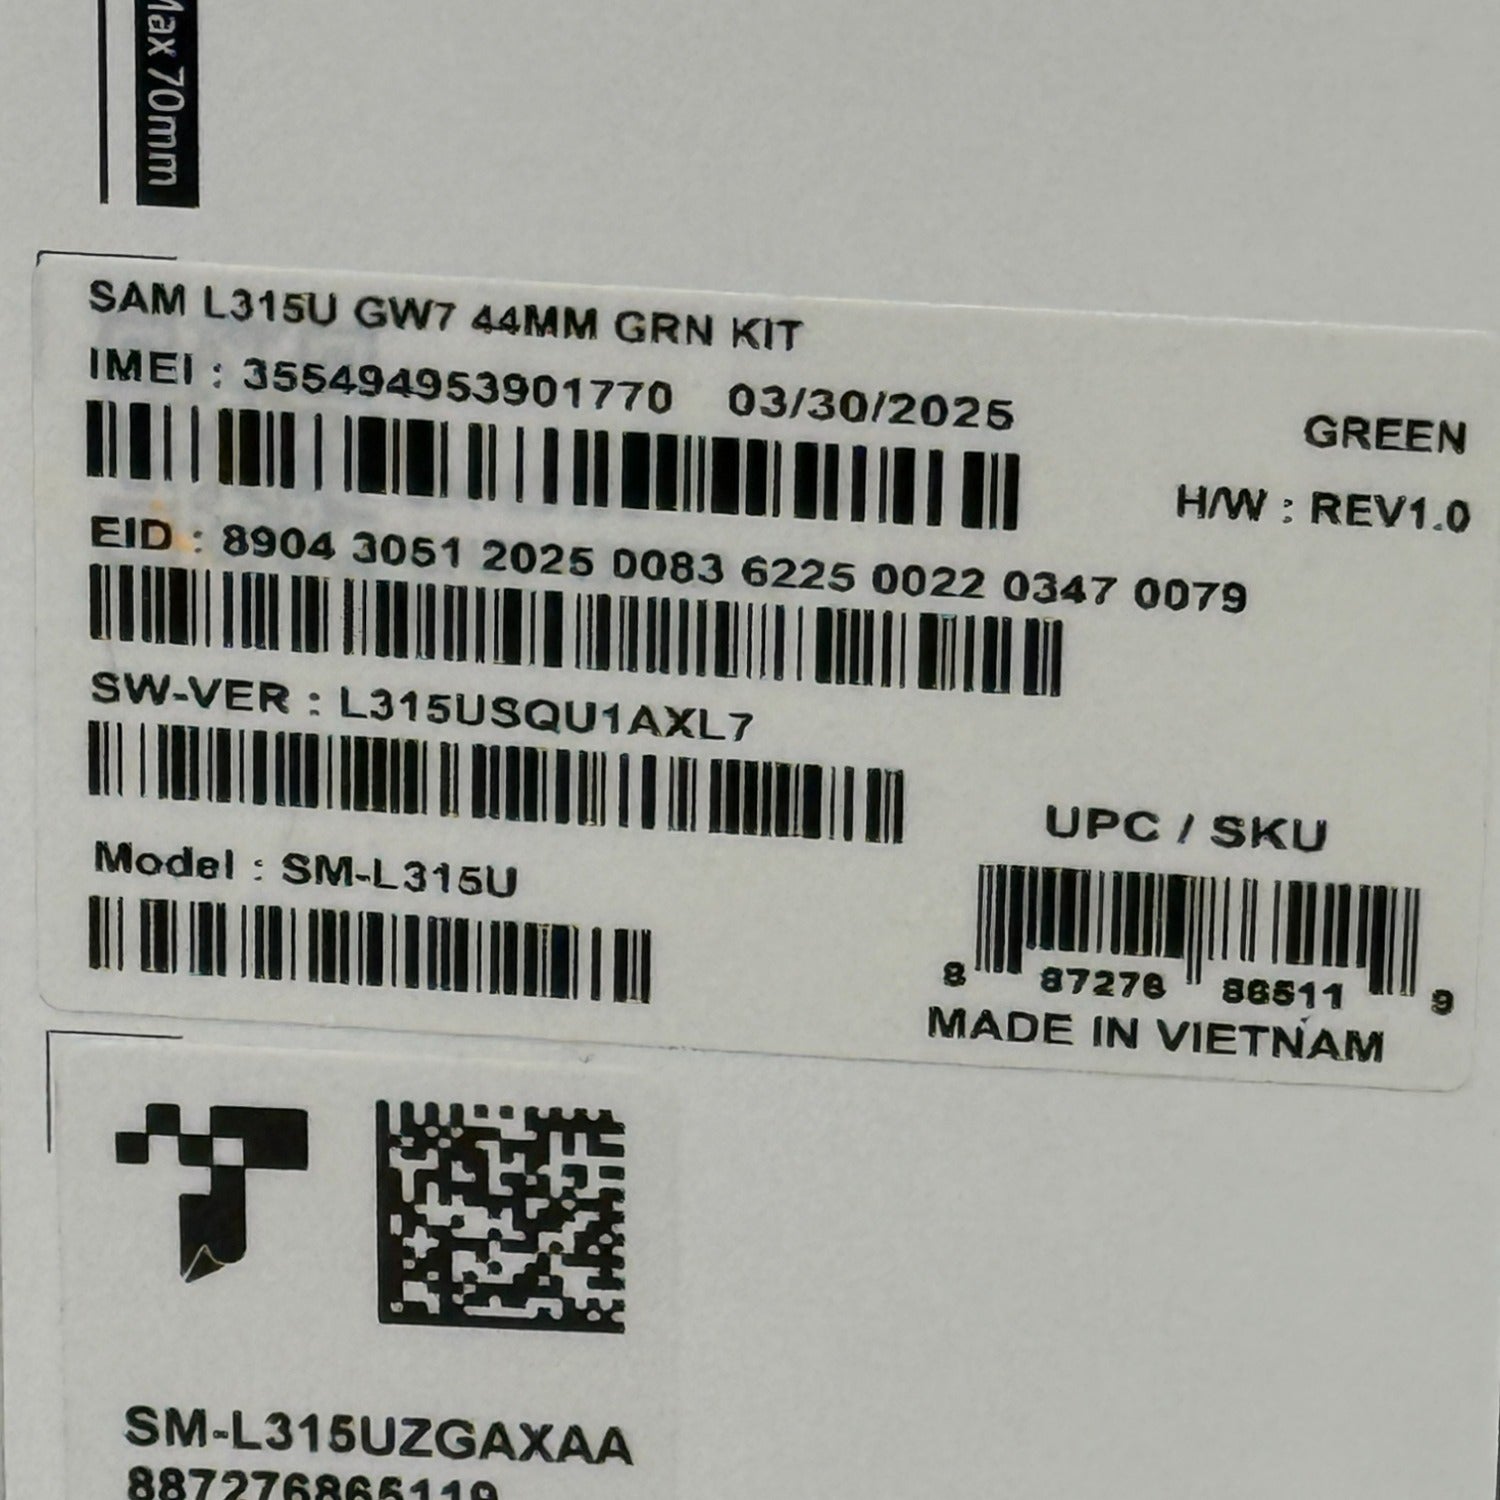 Max 70mm
SAM L315U GW7 44MM GRN KIT
IMEI : 355494953901770 03/30/2025
GREEN
H/W : REV1.0
EID : 8904 3051 2025 0083 6225 0022 0347 0079
SW-VER : L315USQU1AXL7
Model : SM-L315U
UPC / SKU
8 87276 86511 9
MADE IN VIETNAM
SM-L315UZGAXAA
887276865119